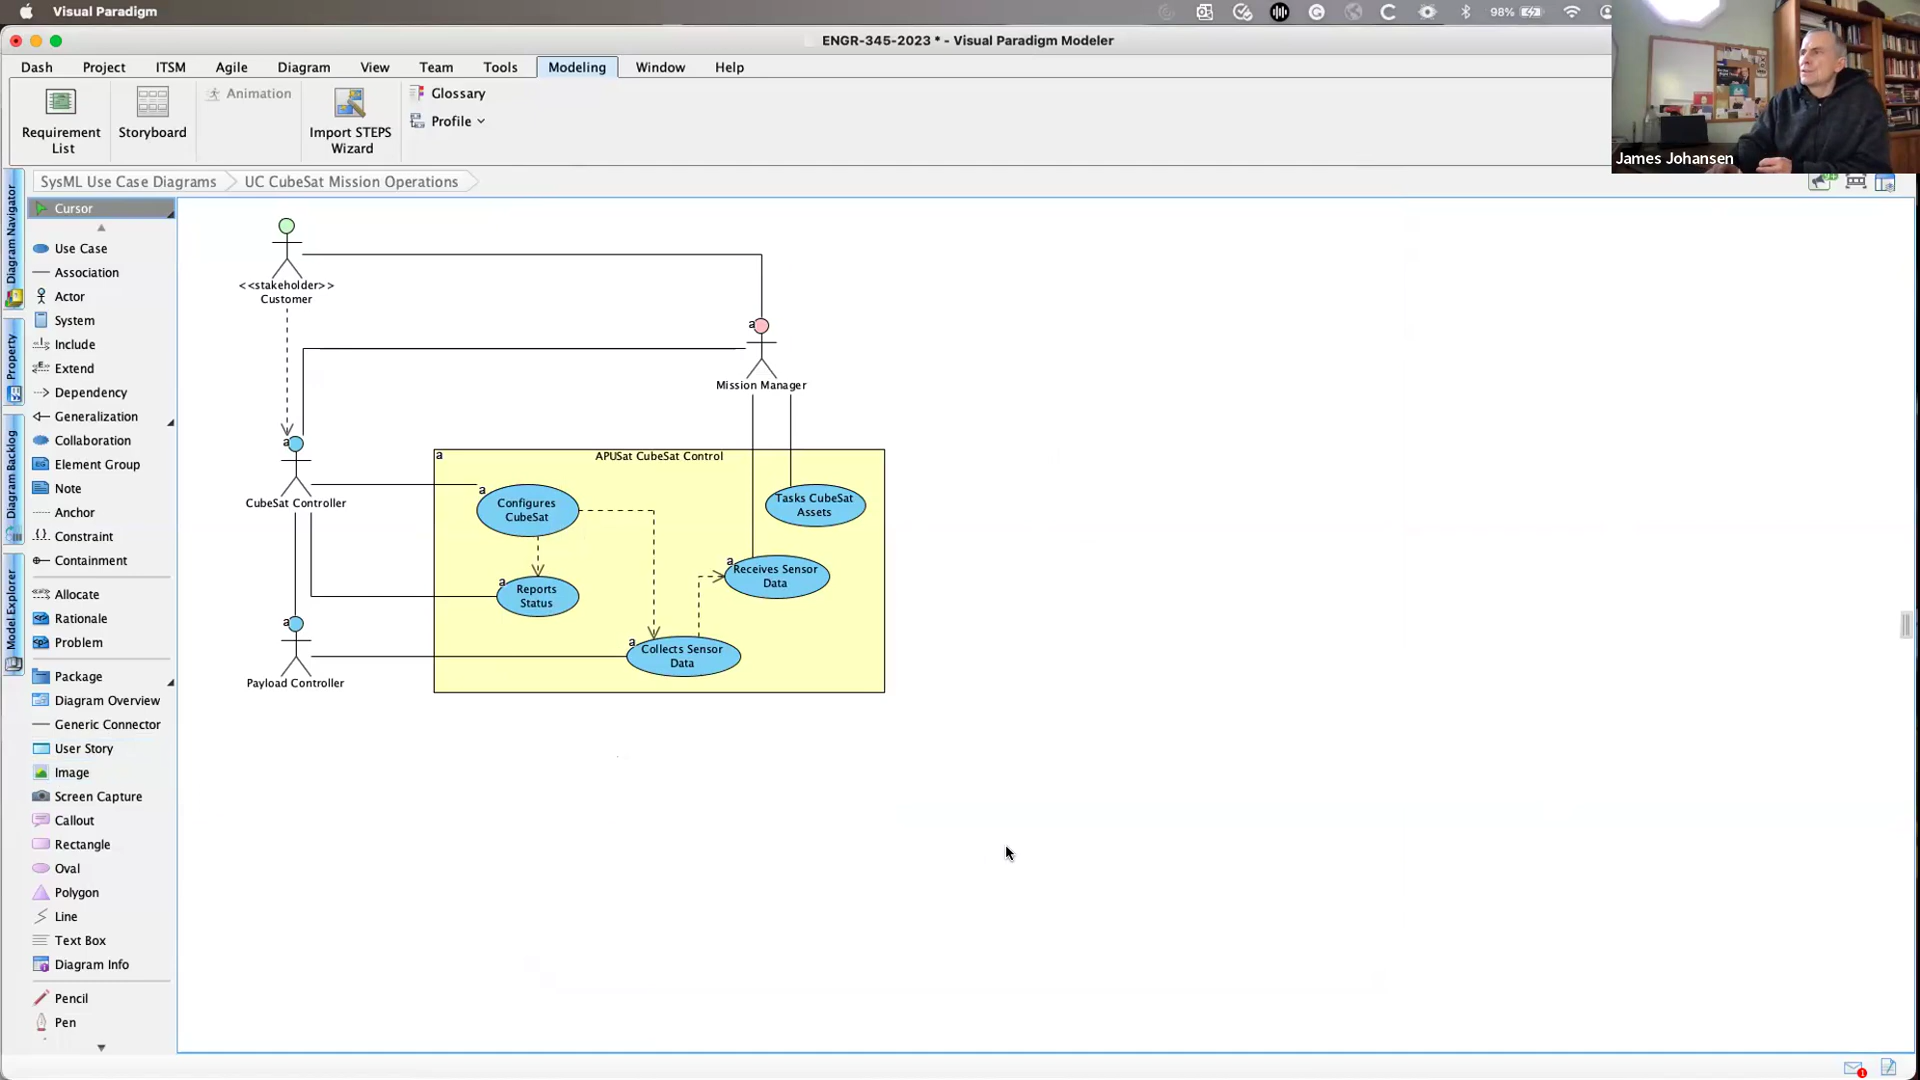 Visual Paradigm
98%
ENGR-345-2023 * - Visual Paradigm Modeler
Dash
Project
ITSM
Agile
Diagram
View
Team
Tools
Modeling
Window
Help
Requirement
List
Storyboard
Animation
Import STEPS
Wizard
Glossary
Profile
James Johansen
SysML Use Case Diagrams
UC CubeSat Mission Operations
Diagram Navigator
Property
Diagram Backlog
Model Explorer
Cursor
Use Case
Association
Actor
System
Include
Extend
Dependency
Generalization
Collaboration
Element Group
Note
Anchor
Constraint
Containment
Allocate
Rationale
Problem
Package
Diagram Overview
Generic Connector
User Story
Image
Screen Capture
Callout
Rectangle
Oval
Polygon
Line
Text Box
Diagram Info
Pencil
Pen
<<stakeholder>>
Customer
a
Mission Manager
a
CubeSat Controller
a
Payload Controller
a
APUSat CubeSat Control
a
Configures
CubeSat
Tasks CubeSat
Assets
a
Receives Sensor
Data
a
Reports
Status
a
Collects Sensor
Data